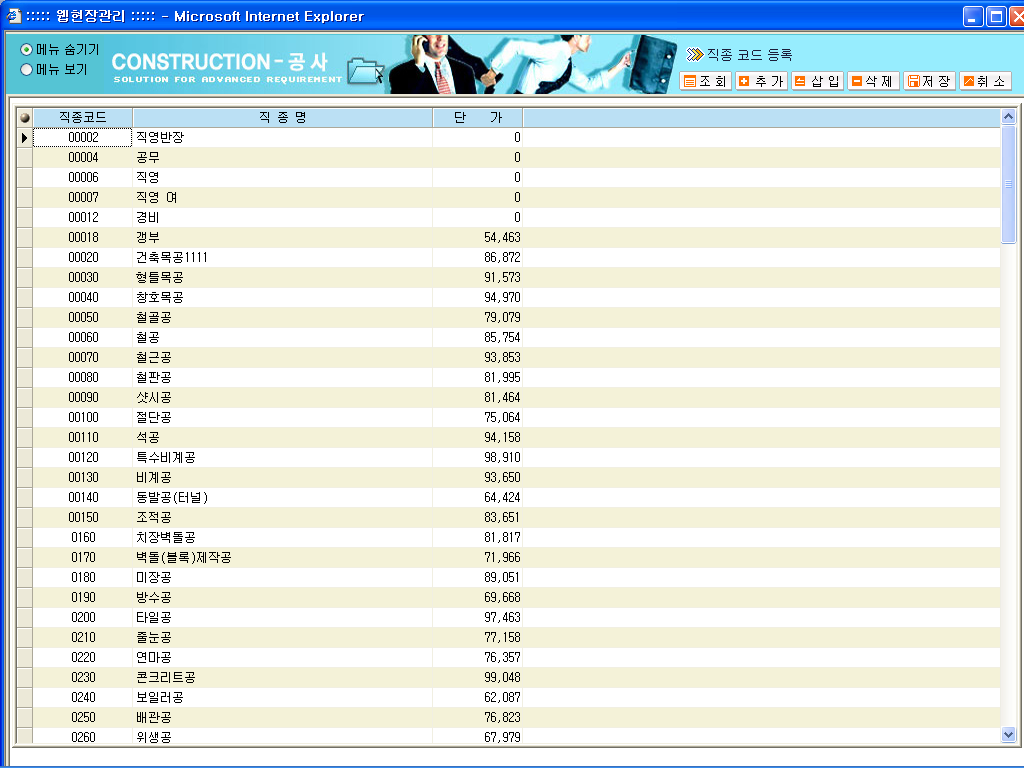 ::::: 웹현장관리 ::::: - Microsoft Internet Explorer
메뉴 숨기기
메뉴 보기
CONSTRUCTION - 공사
SOLUTION FOR ADVANCED REQUIREMENT
직종 코드 등록
조 회 추 가 삽 입 삭 제 저 장 취 소
직종코드 직 종 명 단 가
00002 직영반장 0
00004 공무 0
00006 직영 0
00007 직영 여 0
00012 경비 0
00018 갱부 54,463
00020 건축목공1111 86,872
00030 형틀목공 91,573
00040 창호목공 94,970
00050 철골공 79,079
00060 철공 85,754
00070 철근공 93,853
00080 철판공 81,995
00090 샷시공 81,464
00100 절단공 75,064
00110 석공 94,158
00120 특수비계공 98,910
00130 비계공 93,650
00140 동발공(터널) 64,424
00150 조적공 83,651
0160 치장벽돌공 81,817
0170 벽돌(블록)제작공 71,966
0180 미장공 89,051
0190 방수공 69,668
0200 타일공 97,463
0210 줄눈공 77,158
0220 연마공 76,357
0230 콘크리트공 99,048
0240 보일러공 62,087
0250 배관공 76,823
0260 위생공 67,979